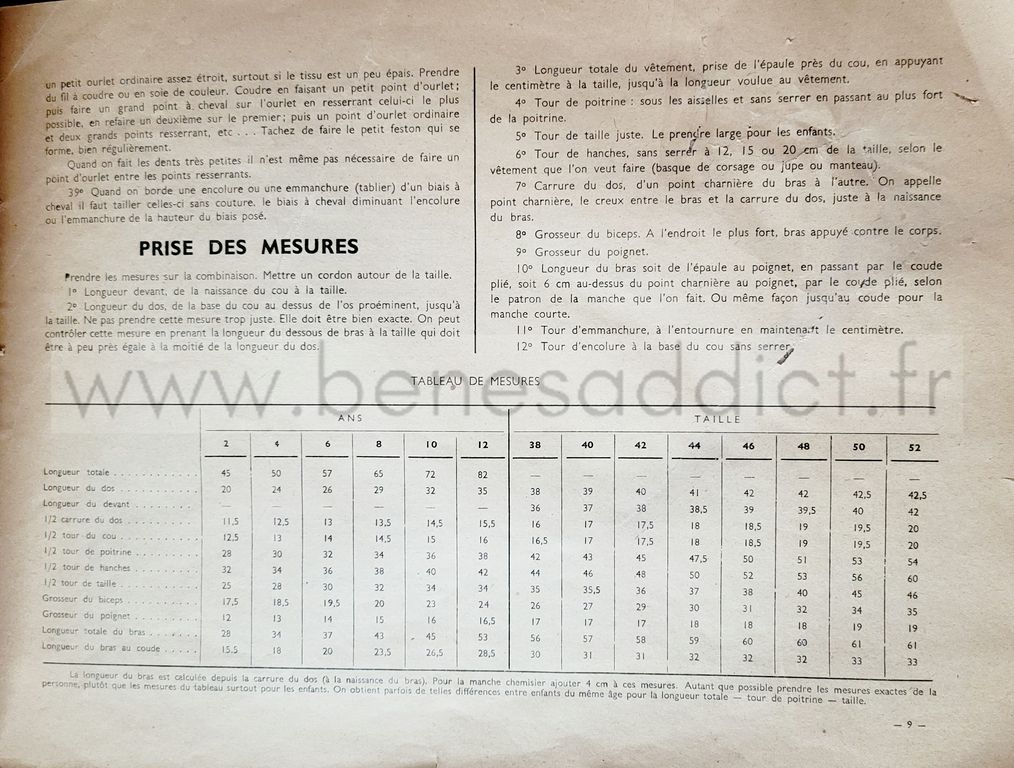 un petit ourlet ordinaire assez étroit, surtout si le tissu est un peu épais. Prendre
du fil à coudre ou en soie de couleur. Coudre en faisant un petit point d'ourlet;
puis faire un grand point à cheval sur l'ourlet en resserrant celui-ci le plus
possible, en refaire un deuxième sur le premier; puis un point d'ourlet ordinaire
et deux grands points resserrant, etc . . . Tachez de faire le petit feston qui se
forme, bien régulièrement.
Quand on fait les dents très petites il n'est même pas nécessaire de faire un
point d'ourlet entre les points resserrants.
39º Quand on borde une encolure ou une emmanchure (tablier) d'un biais à
cheval il faut tailler celles-ci sans couture. le biais à cheval diminuant l'encolure
ou l'emmanchure de la hauteur du biais posé.
PRISE DES MESURES
Prendre les mesures sur la combinaison. Mettre un cordon autour de la taille.
1º Longueur devant, de la naissance du cou à la taille.
2º Longueur du dos, de la base du cou au dessus de l'os proéminent, jusqu'à
la taille. Ne pas prendre cette mesure trop juste. Elle doit être bien exacte. On peut
contrôler cette mesure en prenant la longueur du dessous de bras à la taille qui doit
être à peu près égale à la moitié de la longueur du dos.
3º Longueur totale du vêtement, prise de l'épaule près du cou, en appuyant
le centimètre à la taille, jusqu'à la longueur voulue au vêtement.
4º Tour de poitrine : sous les aisselles et sans serrer en passant au plus fort
de la poitrine.
5º Tour de taille juste. Le prendre large pour les enfants.
6º Tour de hanches, sans serrer à 12, 15 ou 20 cm de la taille, selon le
vêtement que l'on veut faire (basque de corsage ou jupe ou manteau).
7º Carrure du dos, d'un point charnière du bras à l'autre. On appelle
point charnière, le creux entre le bras et la carrure du dos, juste à la naissance
du bras.
8º Grosseur du biceps. A l'endroit le plus fort, bras appuyé contre le corps.
9º Grosseur du poignet.
10º Longueur du bras soit de l'épaule au poignet, en passant par le coude
plié, soit 6 cm au-dessus du point charnière au poignet, par le coude plié, selon
le patron de la manche que l'on fait. Ou même façon jusqu'au coude pour la
manche courte.
11º Tour d'emmanchure, à l'entournure en maintenant le centimètre.
12º Tour d'encolure à la base du cou sans serrer.
www.benesaddict.fr
TABLEAU DE MESURES
ANS TAILLE
2 4 6 8 10 12 38 40 42 44 46 48 50 52
Longueur totale . . . . . . . . . . . . 45 50 57 65 72 82 — — — — — — — —
Longueur du dos . . . . . . . . . . . 20 24 26 29 32 35 38 39 40 41 42 42 42,5 42,5
Longueur du devant . . . . . . . . . — — — — — — 36 37 38 38,5 39 39,5 40 42
1/2 carrure du dos . . . . . . . . . . 11,5 12,5 13 13,5 14,5 15,5 16 17 17,5 18 18,5 19 19,5 20
1/2 tour du cou . . . . . . . . . . . 12,5 13 14 14,5 15 16 16,5 17 17,5 18 18,5 19 19,5 20
1/2 tour de poitrine . . . . . . . . . 28 30 32 34 36 38 42 43 45 47,5 50 51 53 54
1/2 tour de hanches . . . . . . . . . 32 34 36 38 40 42 44 46 48 50 52 53 56 60
1/2 tour de taille . . . . . . . . . . . 25 28 30 32 34 34 35 35,5 36 37 38 40 45 46
Grosseur du biceps . . . . . . . . . . 17,5 18,5 19,5 20 23 24 26 27 29 30 31 32 34 35
Grosseur du poignet . . . . . . . . . 12 13 14 15 16 16,5 17 17 17 18 18 18 19 19
Longueur totale du bras . . . . . . . 28 34 37 43 45 53 56 57 58 59 60 60 61 61
Longueur du bras au coude . . . . . 15,5 18 20 23,5 26,5 28,5 30 31 31 32 32 32 33 33
La longueur du bras est calculée depuis la carrure du dos (à la naissance du bras). Pour la manche chemisier ajouter 4 cm à ces mesures. Autant que possible prendre les mesures exactes de la
personne, plutôt que les mesures du tableau surtout pour les enfants. On obtient parfois de telles différences entre enfants du même âge pour la longueur totale — tour de poitrine — taille.
— 9 —